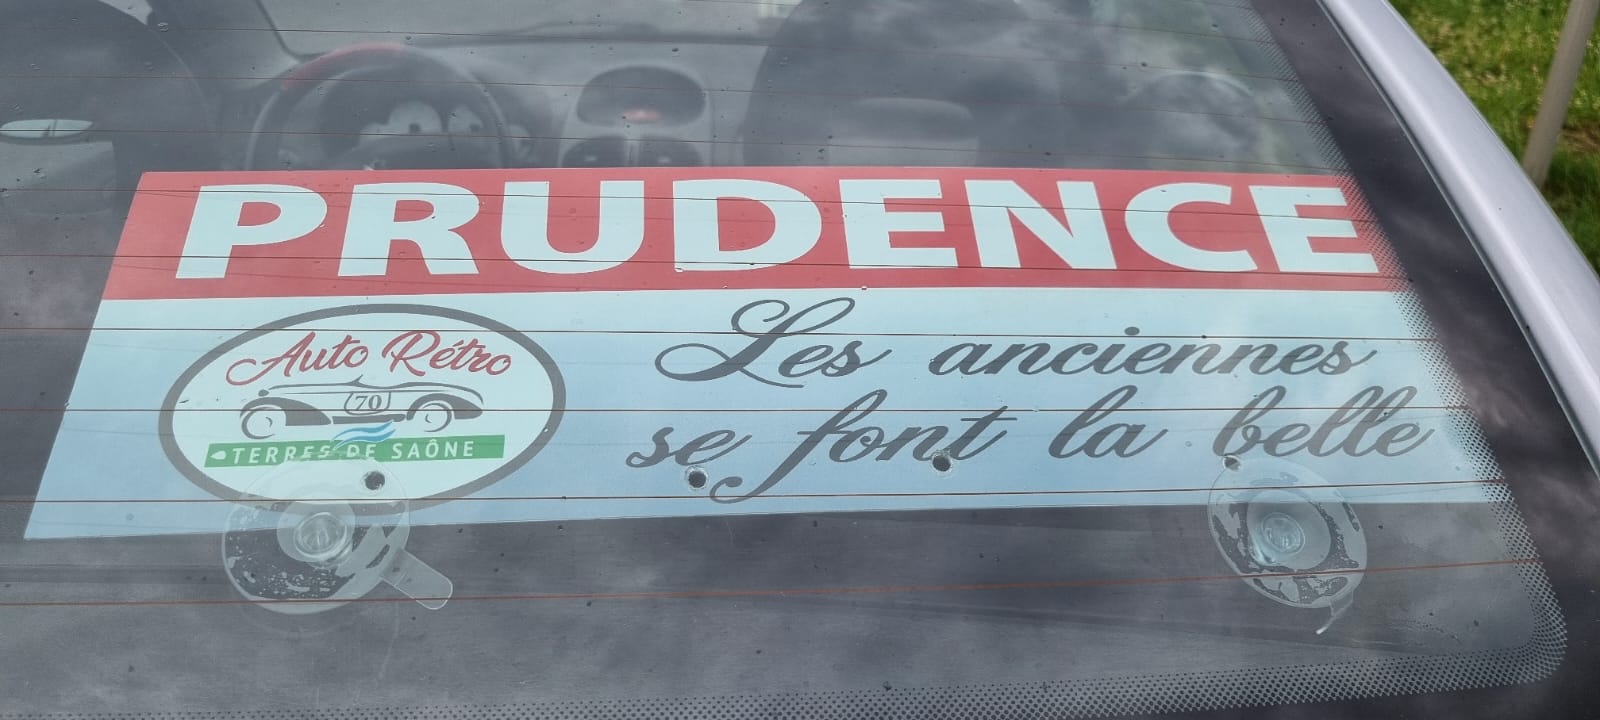 PRUDENCE
Auto Rétro
70
TERRES DE SAÔNE
Les anciennes
se font la belle